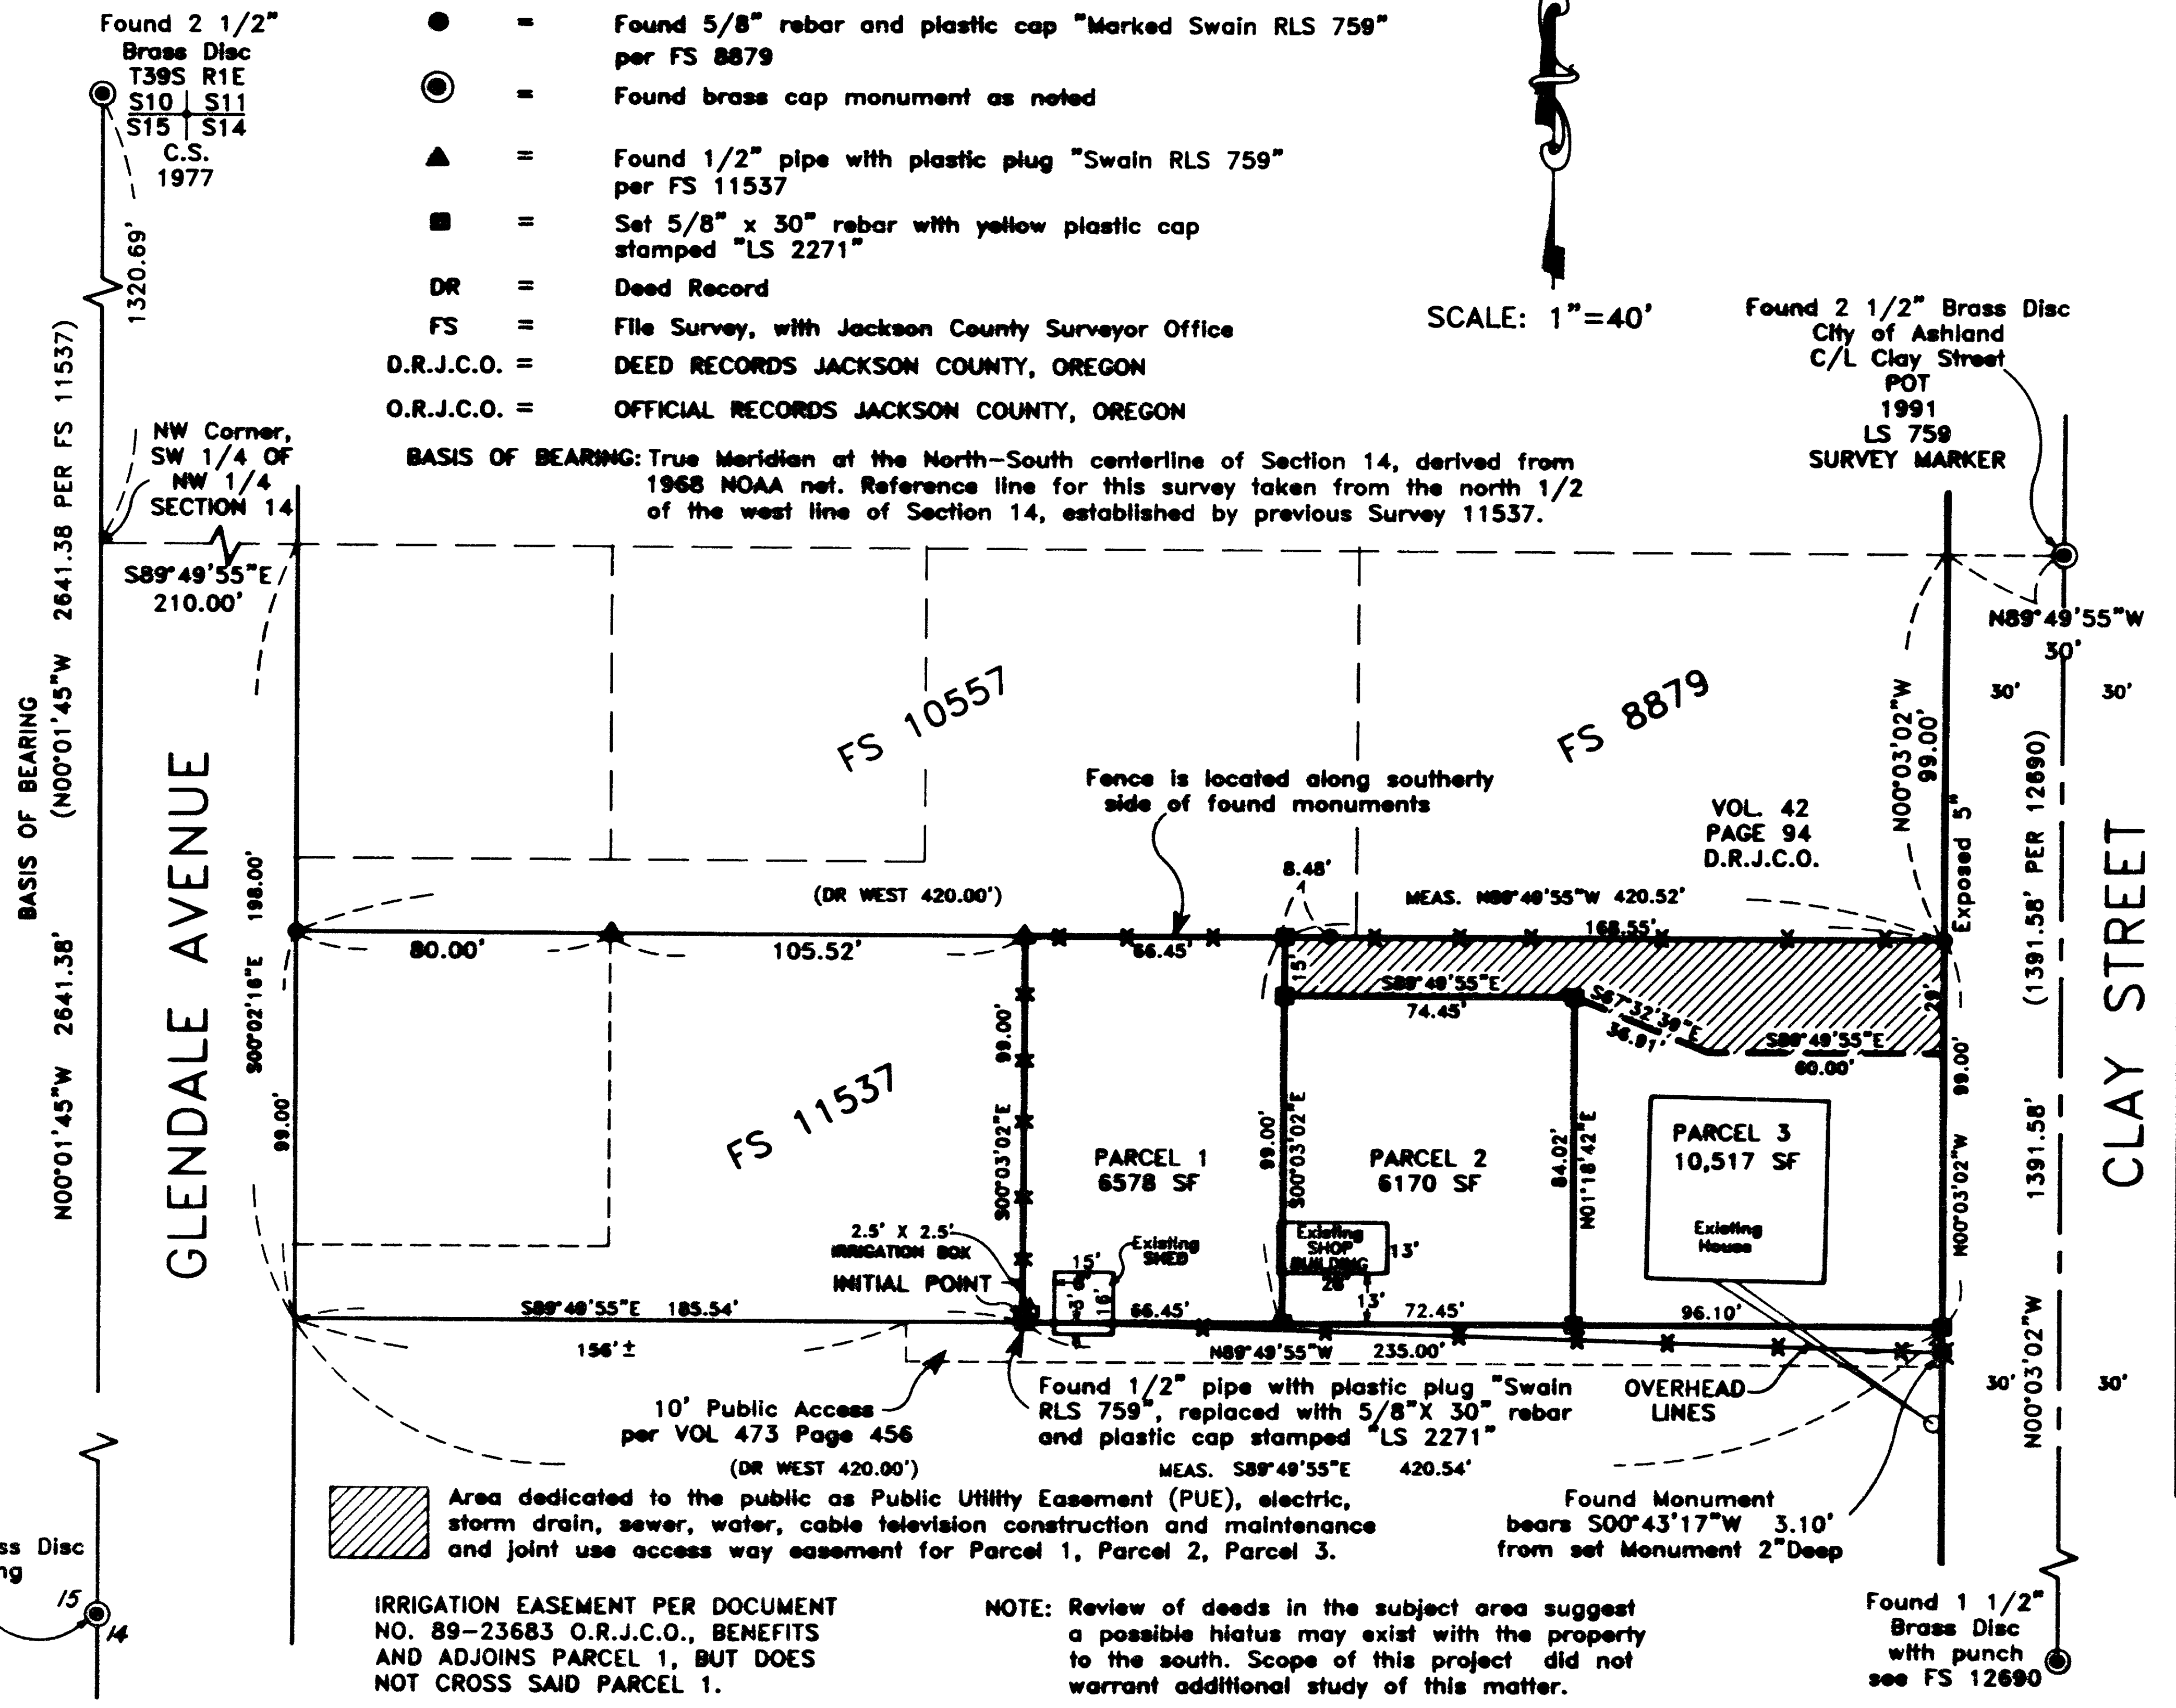 Found 2 1/2"
Brass Disc
T39S R1E
S10 S11
S15 S14
C.S.
1977
1320.69'
● = Found 5/8" rebar and plastic cap "Marked Swain RLS 759"
per FS 8879
= Found brass cap monument as noted
▲ = Found 1/2" pipe with plastic plug "Swain RLS 759"
per FS 11537
■ = Set 5/8" x 30" rebar with yellow plastic cap
stamped "LS 2271"
DR = Deed Record
FS = File Survey, with Jackson County Surveyor Office
D.R.J.C.O. = DEED RECORDS JACKSON COUNTY, OREGON
O.R.J.C.O. = OFFICIAL RECORDS JACKSON COUNTY, OREGON
BASIS OF BEARING: True Meridian at the North-South centerline of Section 14, derived from
1968 NOAA net. Reference line for this survey taken from the north 1/2
of the west line of Section 14, established by previous Survey 11537.
SCALE: 1"=40'
Found 2 1/2" Brass Disc
City of Ashland
C/L Clay Street
POT
1991
LS 759
SURVEY MARKER
NW Corner,
SW 1/4 OF
NW 1/4
SECTION 14
S89°49'55"E
210.00'
BASIS OF BEARING
N00°01'45"W 2641.38'
(N00°01'45"W 2641.38 PER FS 11537)
GLENDALE AVENUE
S00°02'16"E 198.00'
99.00'
N89°49'55"W
30'
30' 30'
N00°03'02"W
99.00'
Exposed 5"
FS 10557
FS 8879
Fence is located along southerly
side of found monuments
VOL. 42
PAGE 94
D.R.J.C.O.
8.48'
(DR WEST 420.00')
MEAS. N89°49'55"W 420.52'
80.00'
105.52'
66.45'
168.55'
15'
S89°49'55"E
74.45'
S67°32'39"E
36.91'
S89°49'55"E
60.00'
29'
FS 11537
99.00'
S00°03'02"E
99.00'
S00°03'02"E
84.02'
N01°18'42"E
99.00'
N00°03'02"W
PARCEL 1
6578 SF
PARCEL 2
6170 SF
PARCEL 3
10,517 SF
Existing
House
CLAY STREET
(1391.58' PER 12690)
N00°03'02"W 1391.58'
2.5' X 2.5'
IRRIGATION BOX
INITIAL POINT
Existing
SHED
15'
16'
Existing
SHOP
BUILDING
13'
13'
S89°49'55"E 185.54'
66.45'
72.45'
96.10'
156'±
N89°49'55"W 235.00'
30' 30'
10' Public Access
per VOL 473 Page 456
Found 1/2" pipe with plastic plug "Swain
RLS 759", replaced with 5/8"X 30" rebar
and plastic cap stamped "LS 2271"
OVERHEAD
LINES
(DR WEST 420.00')
MEAS. S89°49'55"E 420.54'
Area dedicated to the public as Public Utility Easement (PUE), electric,
storm drain, sewer, water, cable television construction and maintenance
and joint use access way easement for Parcel 1, Parcel 2, Parcel 3.
Found Monument
bears S00°43'17"W 3.10'
from set Monument 2"Deep
ss Disc
ng
15
14
IRRIGATION EASEMENT PER DOCUMENT
NO. 89-23683 O.R.J.C.O., BENEFITS
AND ADJOINS PARCEL 1, BUT DOES
NOT CROSS SAID PARCEL 1.
NOTE: Review of deeds in the subject area suggest
a possible hiatus may exist with the property
to the south. Scope of this project did not
warrant additional study of this matter.
Found 1 1/2"
Brass Disc
with punch
see FS 12690